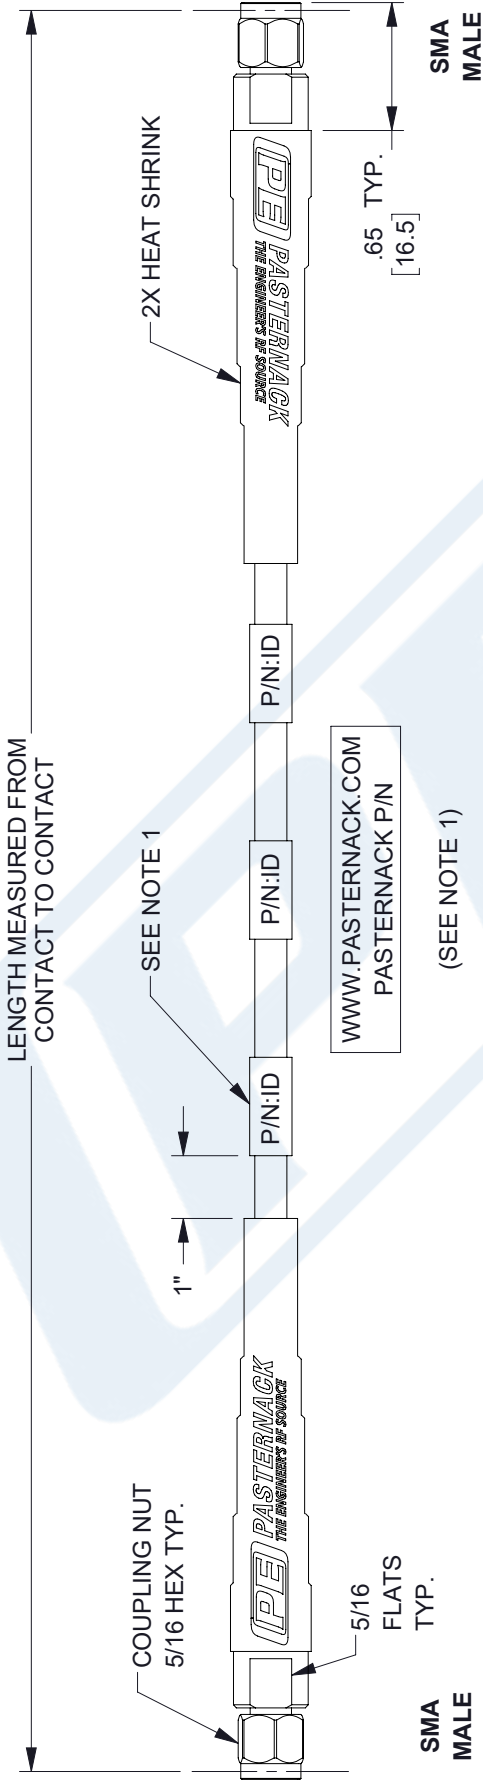 LENGTH MEASURED FROM
CONTACT TO CONTACT
COUPLING NUT
5/16 HEX TYP.
1"
SEE NOTE 1
2X HEAT SHRINK
PE PASTERNACK
THE ENGINEER'S RF SOURCE
P/N:ID
P/N:ID
P/N:ID
PE PASTERNACK
THE ENGINEER'S RF SOURCE
5/16
FLATS
TYP.
WWW.PASTERNACK.COM
PASTERNACK P/N
(SEE NOTE 1)
.65 TYP.
[16.5]
SMA
MALE
SMA
MALE